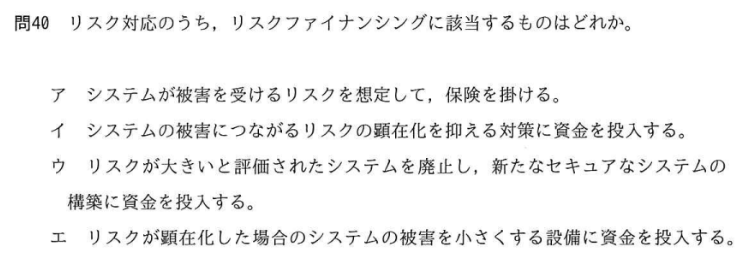 問40 リスク対応のうち，リスクファイナンシングに該当するものはどれか。
ア システムが被害を受けるリスクを想定して，保険を掛ける。
イ システムの被害につながるリスクの顕在化を抑える対策に資金を投入する。
ウ リスクが大きいと評価されたシステムを廃止し，新たなセキュアなシステムの
構築に資金を投入する。
エ リスクが顕在化した場合のシステムの被害を小さくする設備に資金を投入する。